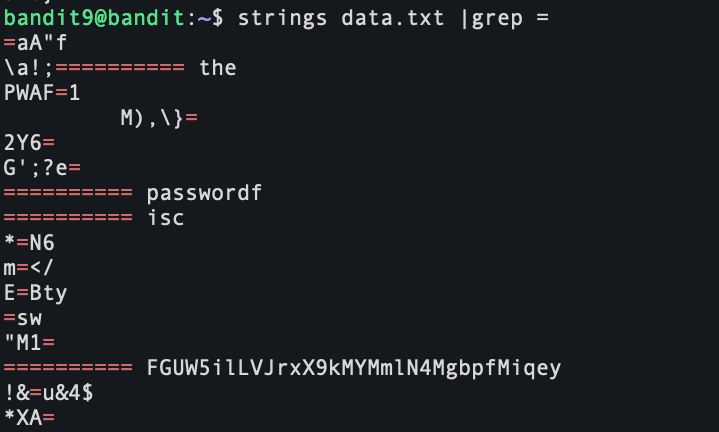 bandit9@bandit:~$ strings data.txt |grep =
=aA"f
\a!;========== the
PWAF=1
M),\}=
2Y6=
G';?e=
========== passwordf
========== isc
*=N6
m=</
E=Bty
=sw
"M1=
========== FGUW5ilLVJrxX9kMYMmlN4MgbpfMiqey
!&=u&4$
*XA=